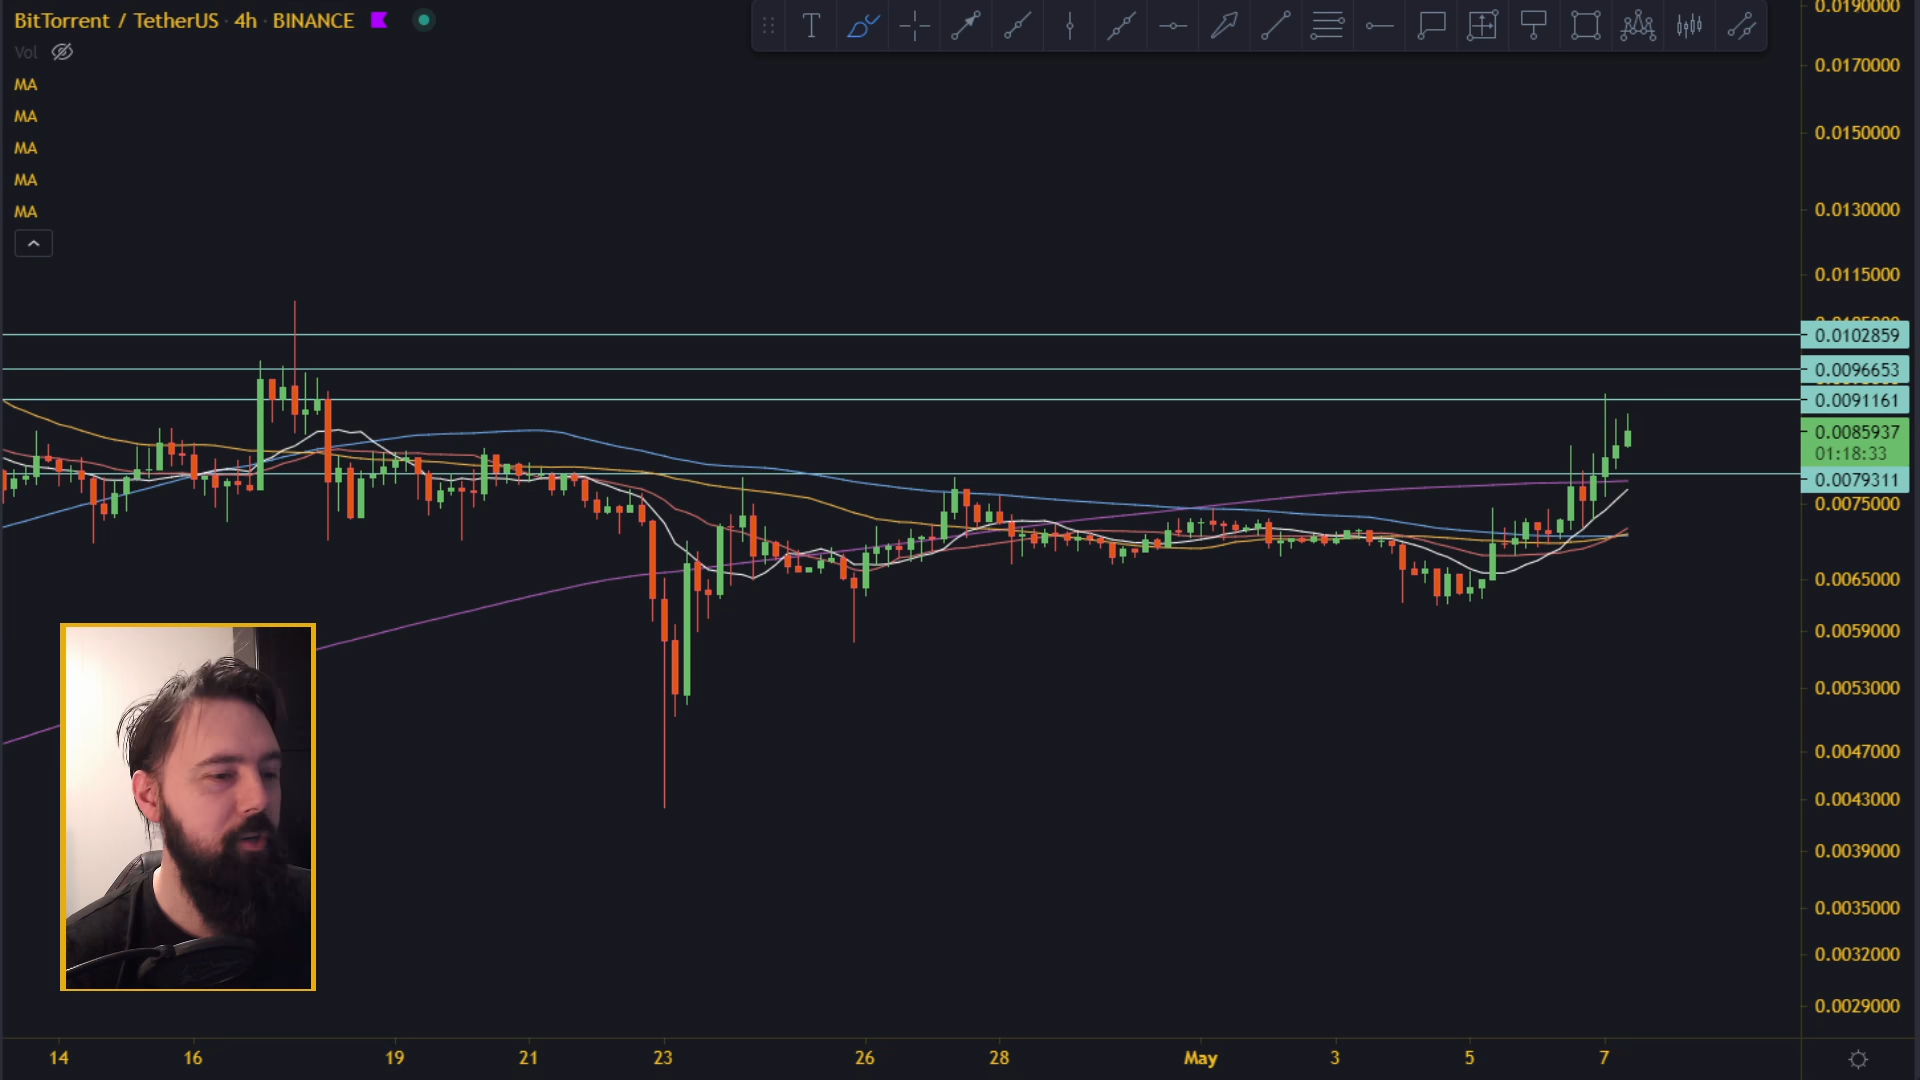 BitTorrent / TetherUS · 4h · BINANCE
Vol
MA
MA
MA
MA
MA
T
0.0190000
0.0170000
0.0150000
0.0130000
0.0115000
0.0102859
0.0096653
0.0091161
0.0085937
01:18:33
0.0079311
0.0075000
0.0065000
0.0059000
0.0053000
0.0047000
0.0043000
0.0039000
0.0035000
0.0032000
0.0029000
14 16 19 21 23 26 28 May 3 5 7